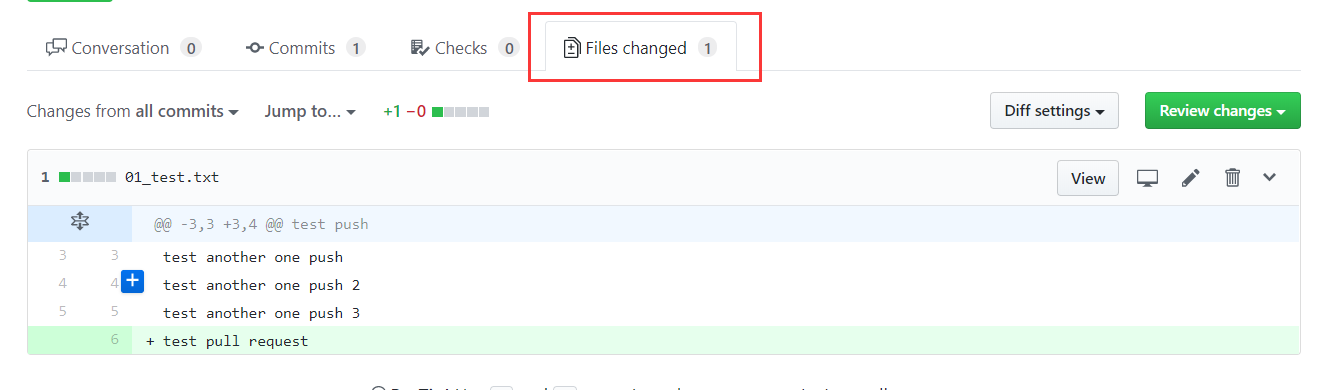 Conversation 0 Commits 1 Checks 0 Files changed 1
Changes from all commits Jump to... +1 −0 Diff settings Review changes
1 01_test.txt View
@@ -3,3 +3,4 @@ test push
3 3 test another one push
4 4 test another one push 2
5 5 test another one push 3
6 + test pull request